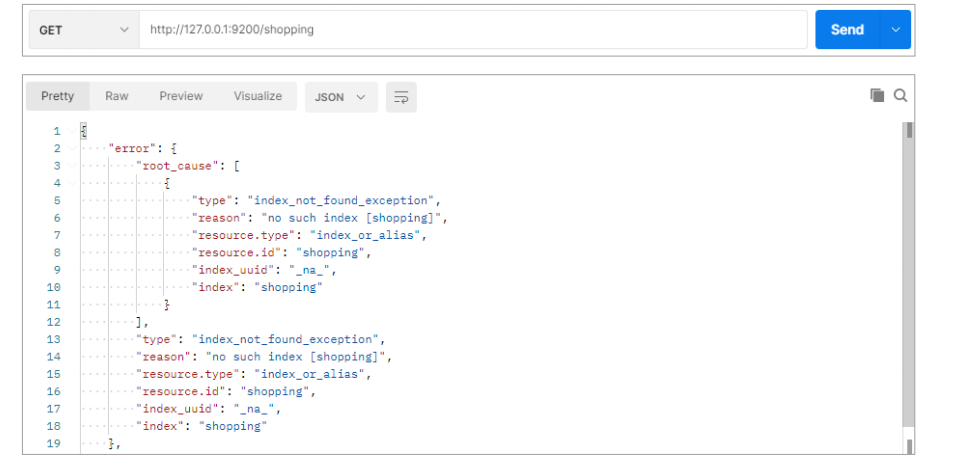 GET http://127.0.0.1:9200/shopping Send
Pretty Raw Preview Visualize JSON
1 {
2 "error": {
3 "root_cause": [
4 {
5 "type": "index_not_found_exception",
6 "reason": "no such index [shopping]",
7 "resource.type": "index_or_alias",
8 "resource.id": "shopping",
9 "index_uuid": "_na_",
10 "index": "shopping"
11 }
12 ],
13 "type": "index_not_found_exception",
14 "reason": "no such index [shopping]",
15 "resource.type": "index_or_alias",
16 "resource.id": "shopping",
17 "index_uuid": "_na_",
18 "index": "shopping"
19 },